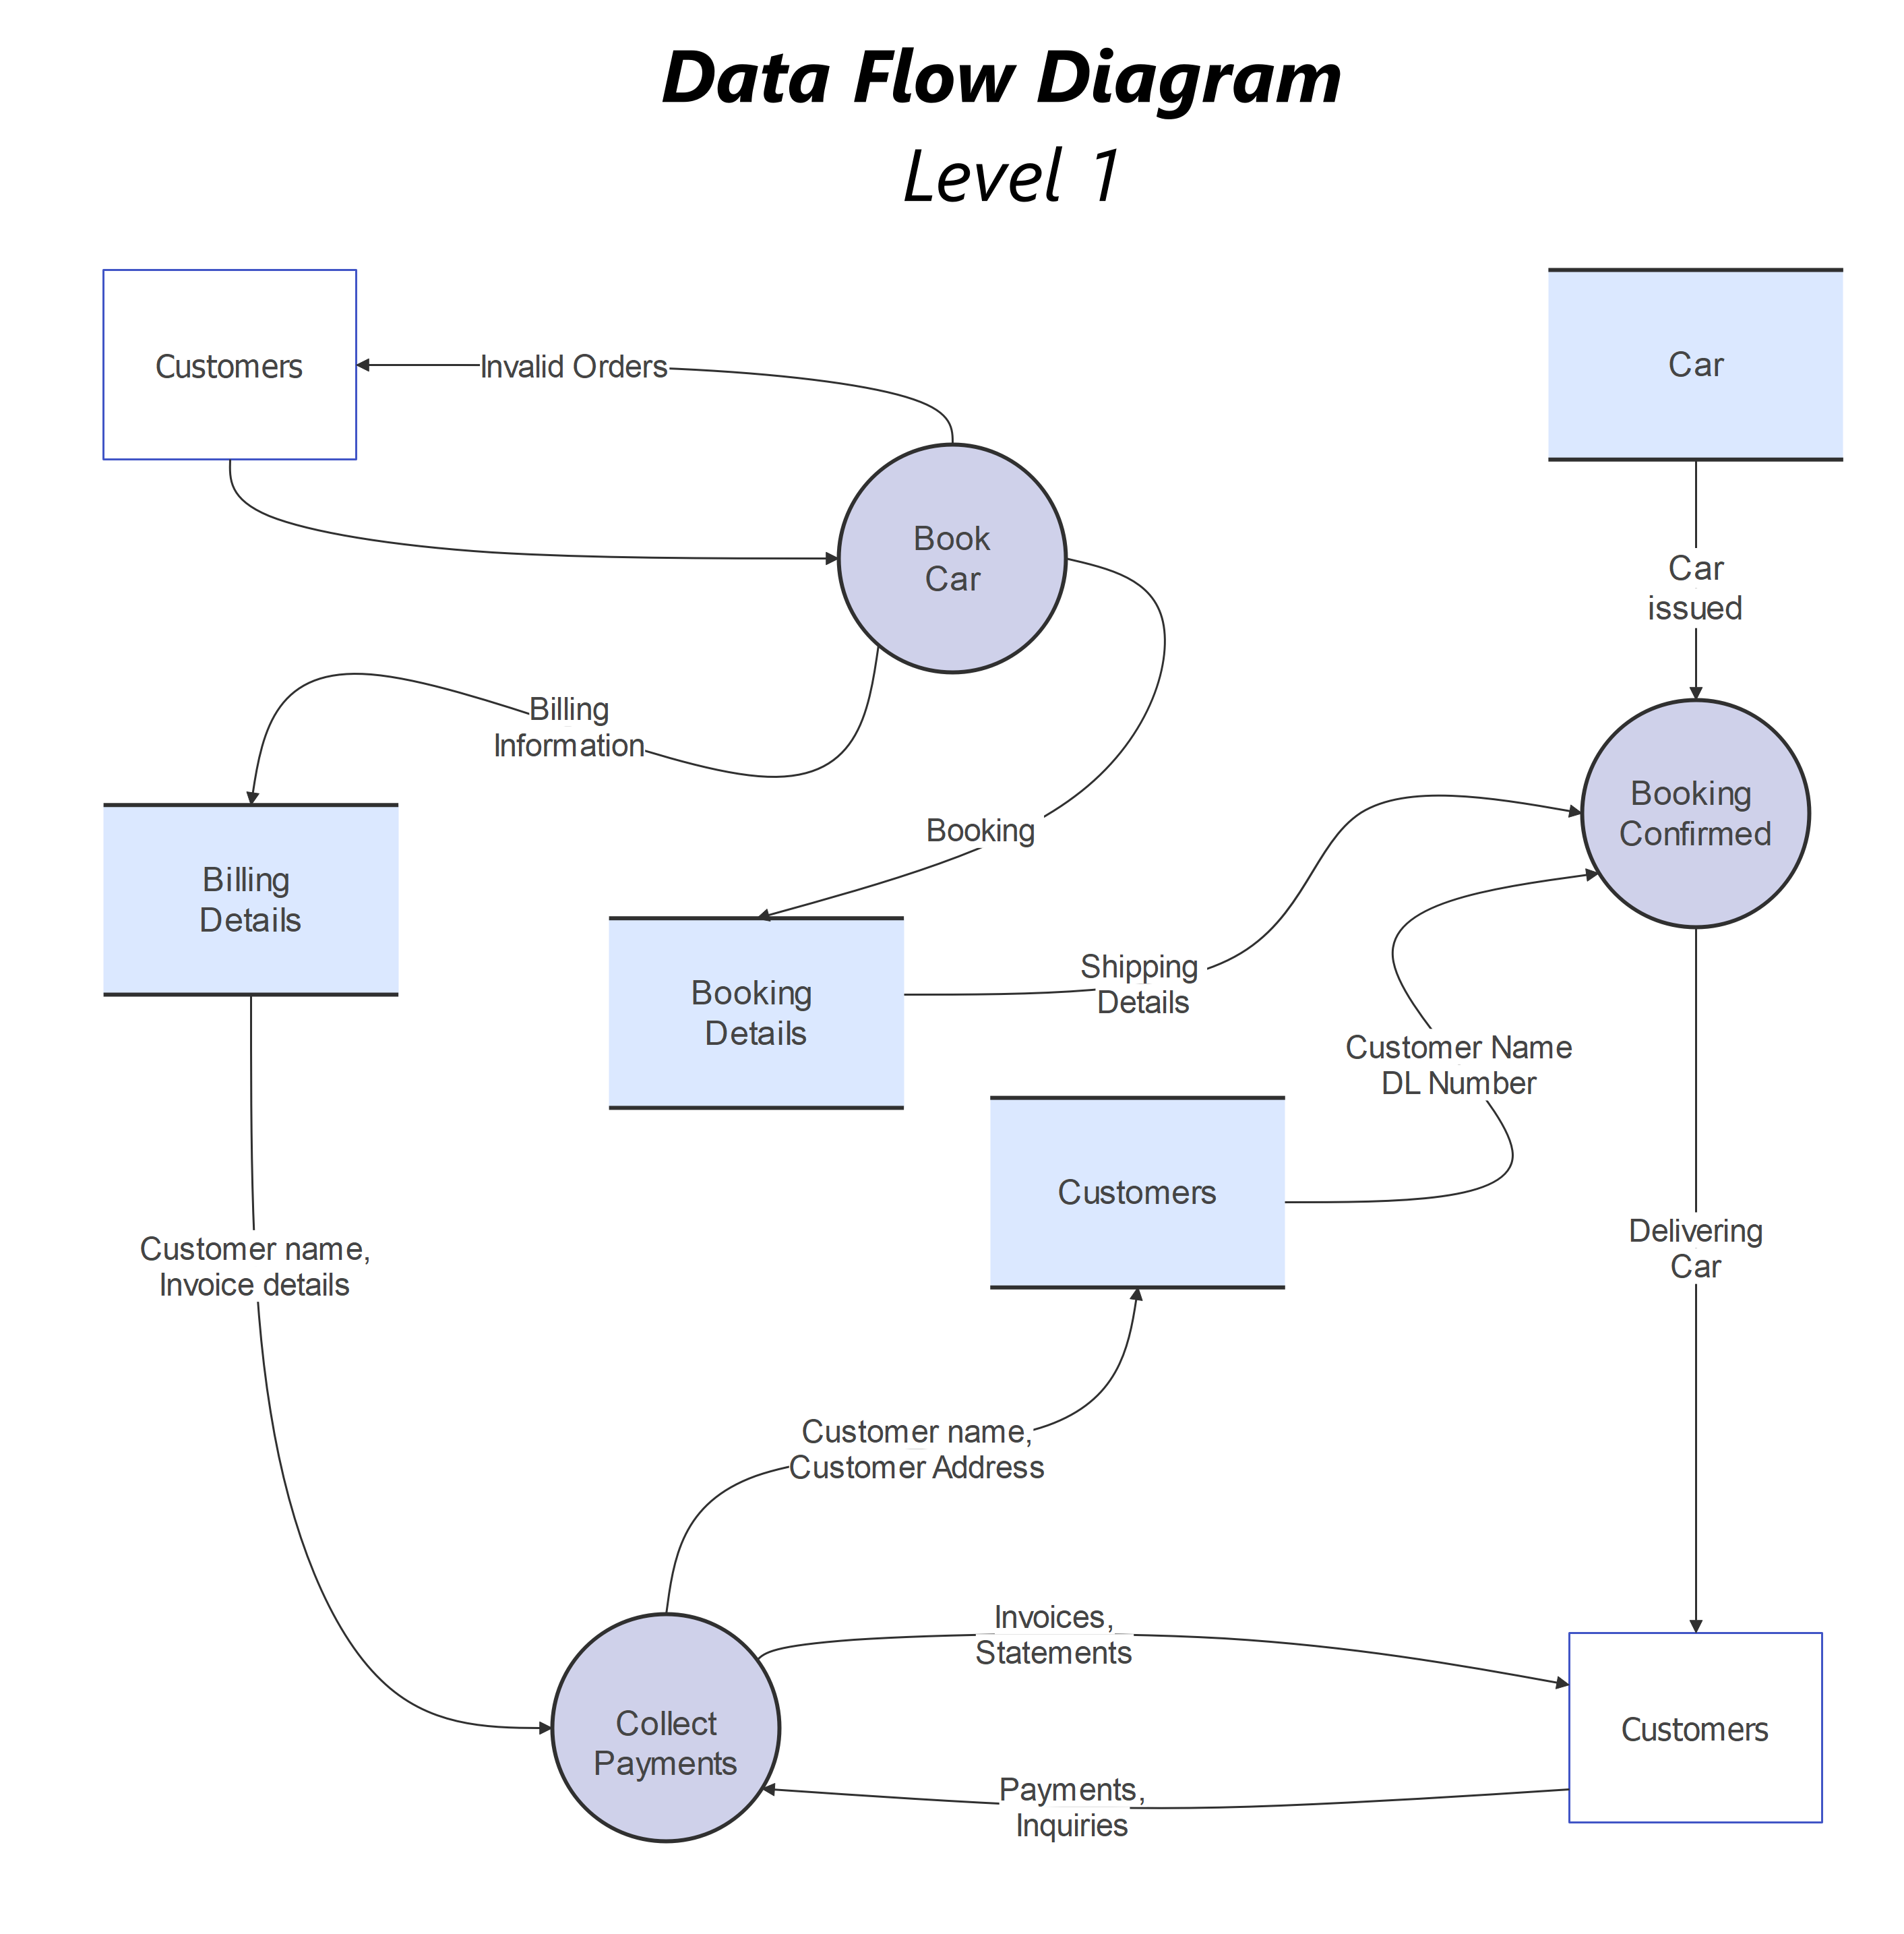 Data Flow Diagram
Level 1
Customers
Invalid Orders
Car
Book
Car
Car
issued
Billing
Information
Booking
Booking
Confirmed
Billing
Details
Booking
Details
Shipping
Details
Customer Name
DL Number
Customers
Customer name,
Invoice details
Delivering
Car
Customer name,
Customer Address
Invoices,
Statements
Collect
Payments
Customers
Payments,
Inquiries